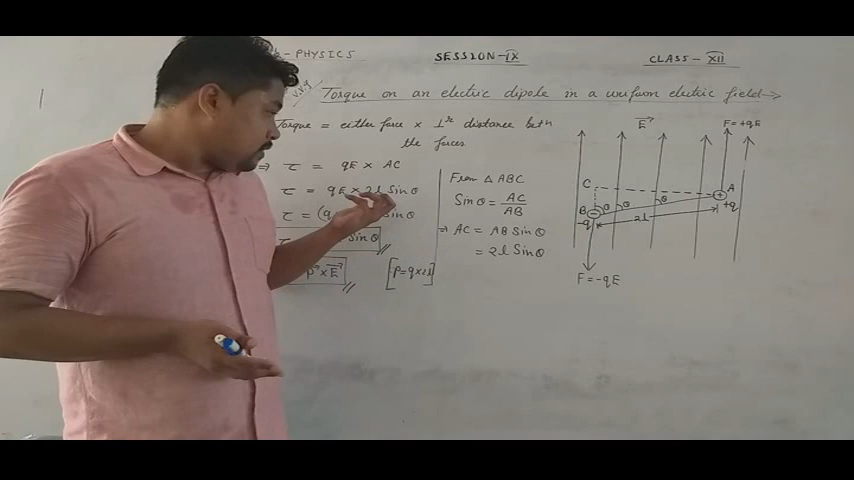 PHYSICS
SESSION-IX
CLASS-XII
V.V.g
Torque on an electric dipole in a uniform electric field →
Torque = either force × ⊥r distance betn
the forces
⇒ τ = qE × AC
τ = qE × 2l Sinθ
τ = (q Sinθ
τ Sinθ
P→ × E→
[P=q×2l]
From △ABC
Sinθ = AC/AB
⇒ AC = AB Sinθ
= 2l Sinθ
E→
F=+qE
C
A
B
θ
θ
θ
+
+q
−
-q
2l
F=-qE